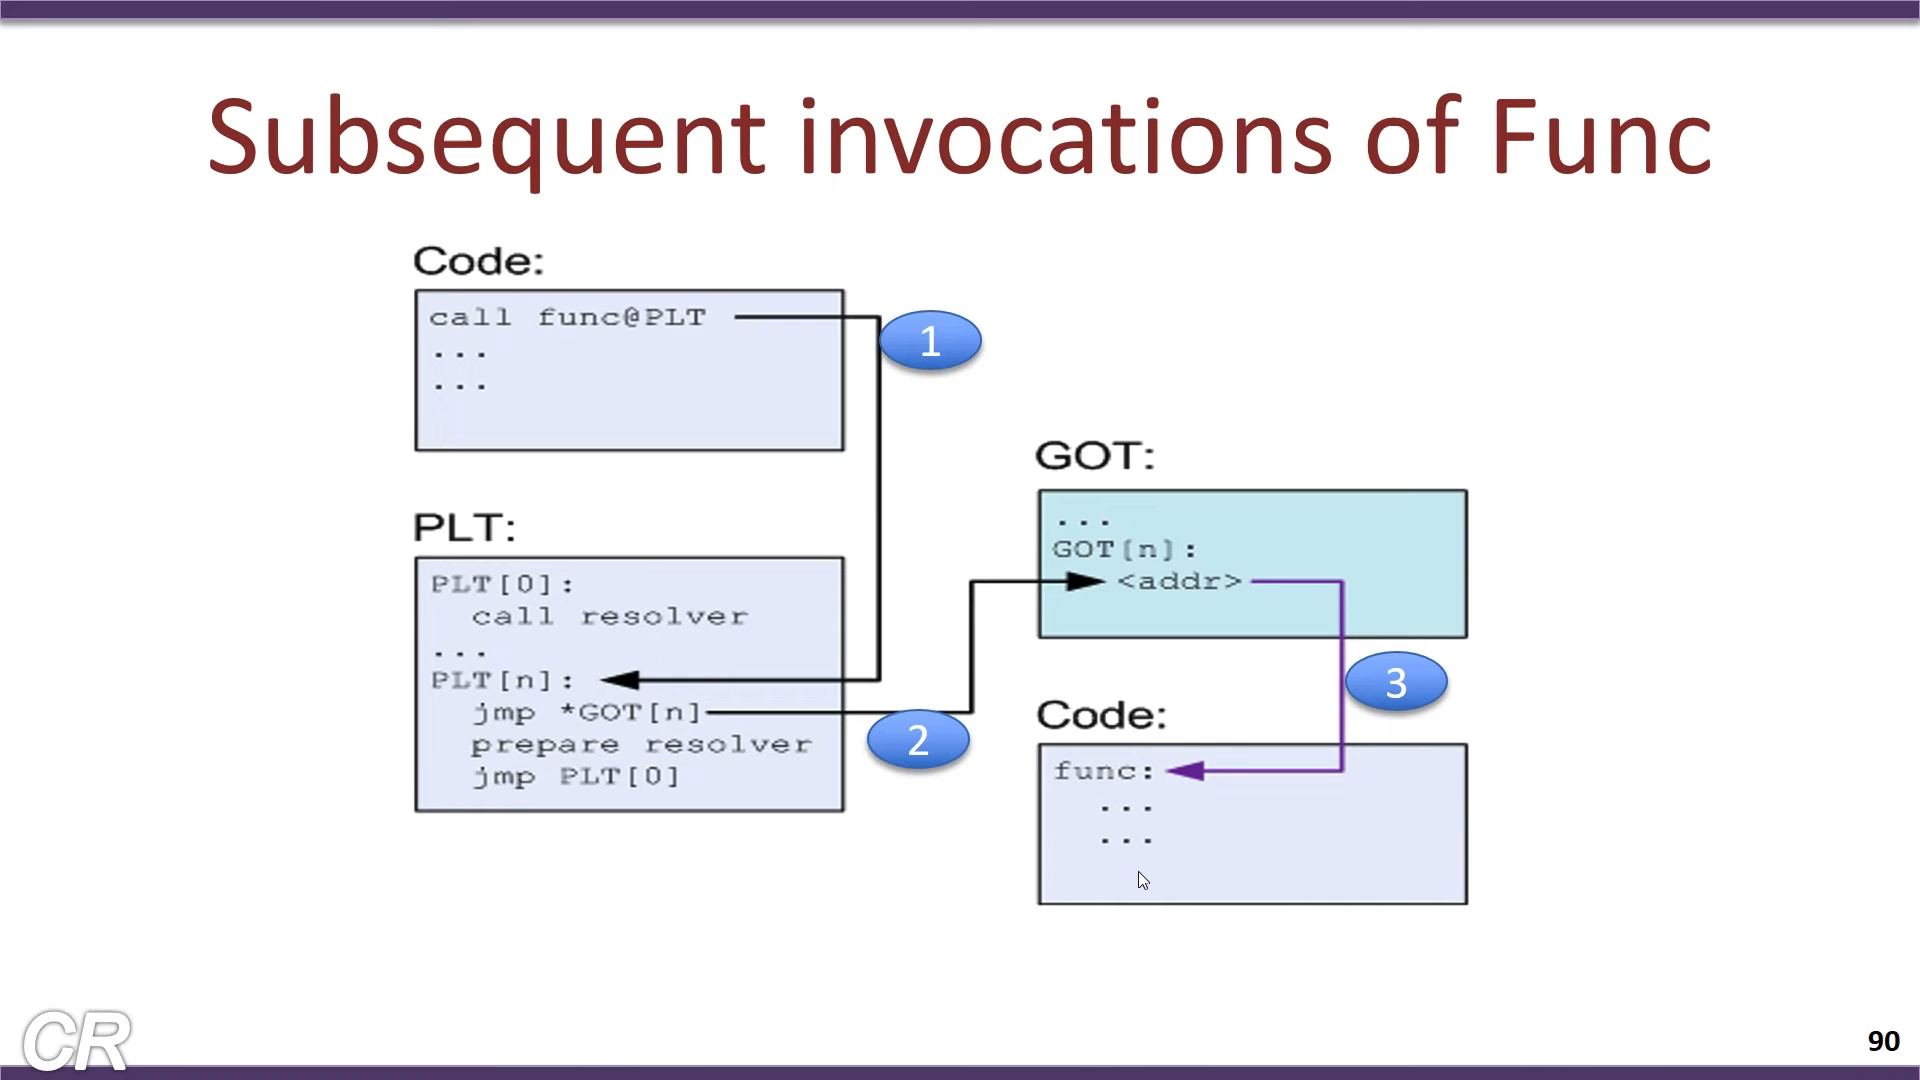 Subsequent invocations of Func
Code:
call func@PLT
...
...
1
PLT:
PLT[0]:
call resolver
...
PLT[n]:
jmp *GOT[n]
prepare resolver
jmp PLT[0]
2
GOT:
...
GOT[n]:
<addr>
3
Code:
func:
...
...
CR
90